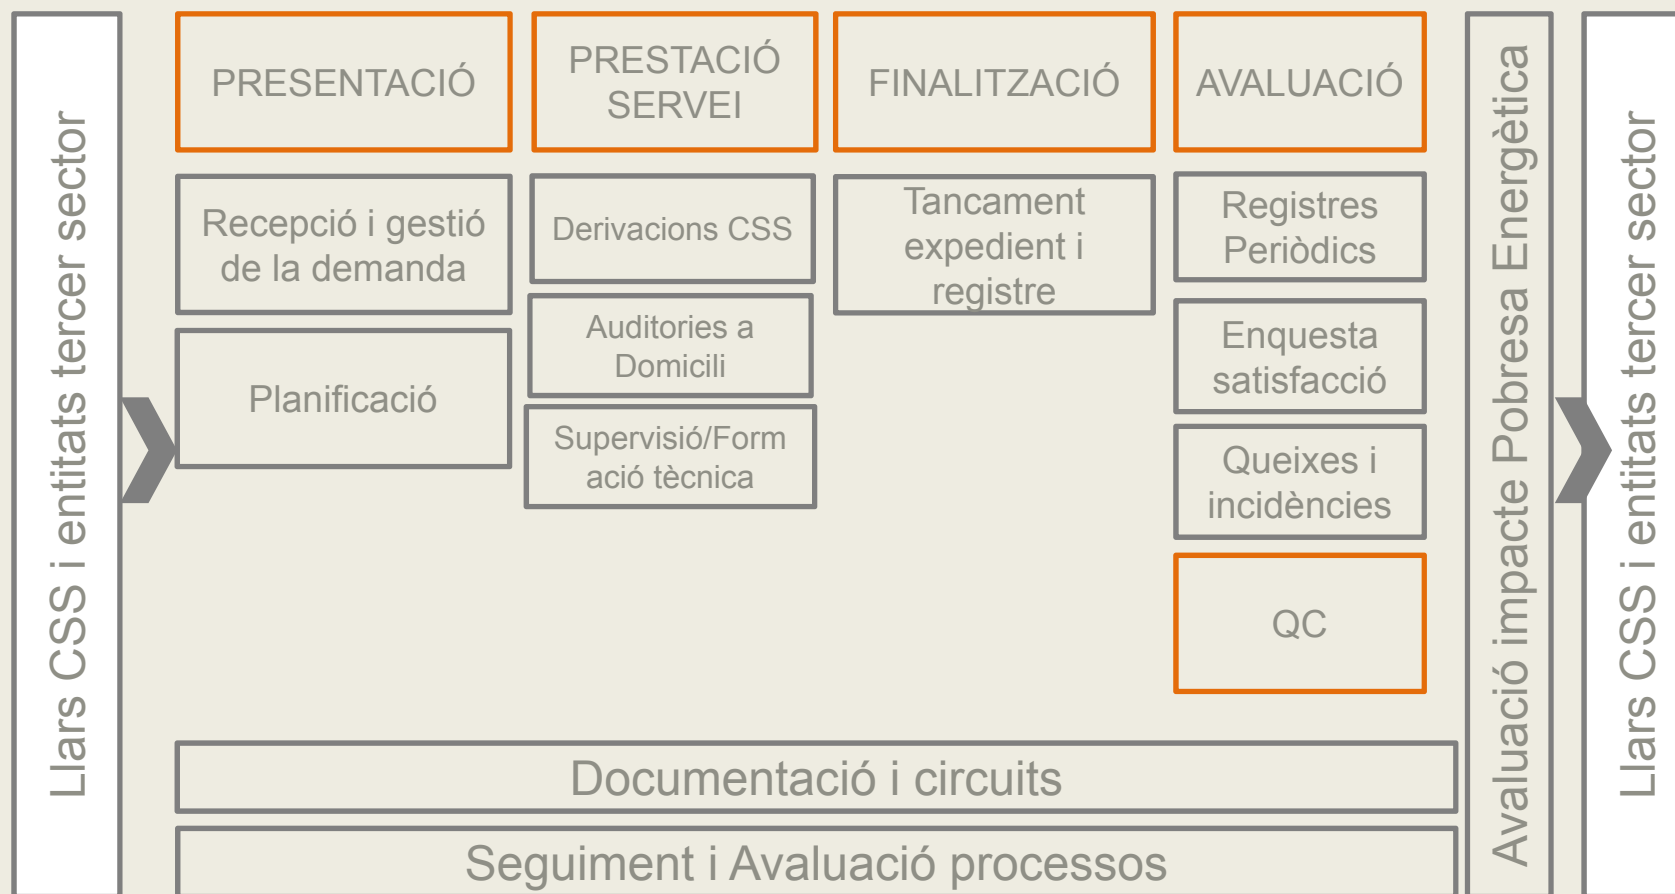 Llars CSS i entitats tercer sector
PRESENTACIÓ
Recepció i gestió
de la demanda
Planificació
PRESTACIÓ
SERVEI
Derivacions CSS
Auditories a
Domicili
Supervisió/Form
ació tècnica
FINALITZACIÓ
Tancament
expedient i
registre
AVALUACIÓ
Registres
Periòdics
Enquesta
satisfacció
Queixes i
incidències
QC
Documentació i circuits
Seguiment i Avaluació processos
Avaluació impacte Pobresa Energètica
Llars CSS i entitats tercer sector